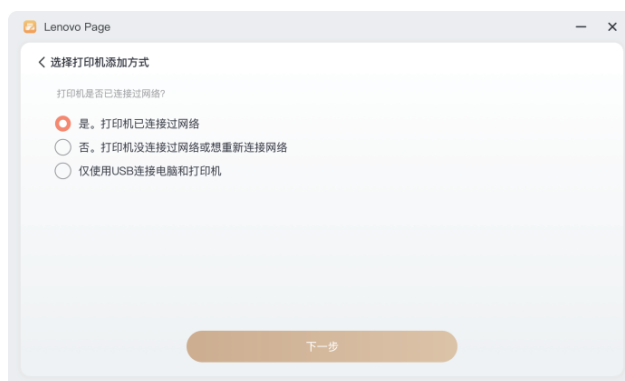 Lenovo Page
选择打印机添加方式
打印机是否已连接过网络?
是。打印机已连接过网络
否。打印机没连接过网络或想重新连接网络
仅使用USB连接电脑和打印机
下一步